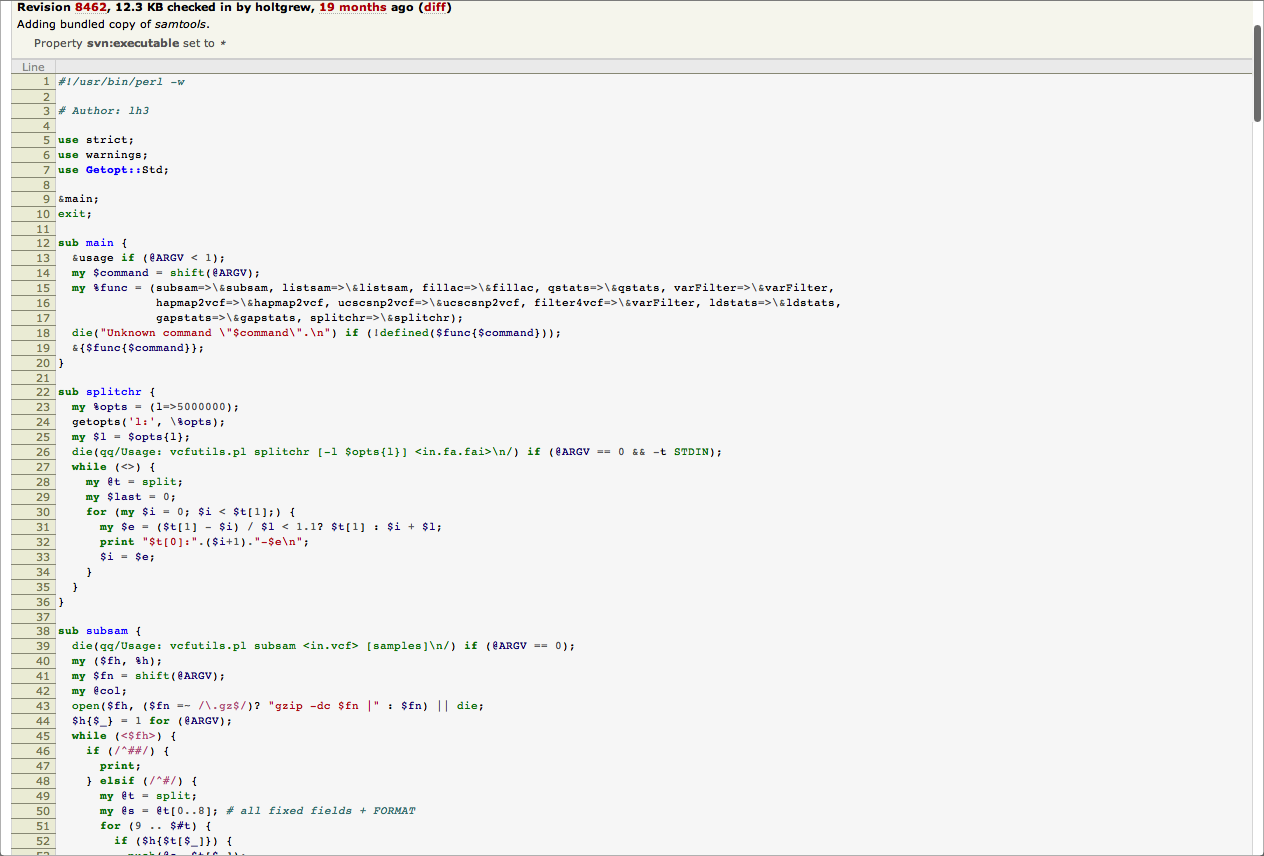 Revision 8462, 12.3 KB checked in by holtgrew, 19 months ago (diff)
Adding bundled copy of samtools.
Property svn:executable set to *
Line
1 #!/usr/bin/perl -w
2
3 # Author: lh3
4
5 use strict;
6 use warnings;
7 use Getopt::Std;
8
9 &main;
10 exit;
11
12 sub main {
13   &usage if (@ARGV < 1);
14   my $command = shift(@ARGV);
15   my %func = (subsam=>\&subsam, listsam=>\&listsam, fillac=>\&fillac, qstats=>\&qstats, varFilter=>\&varFilter,
16               hapmap2vcf=>\&hapmap2vcf, ucscsnp2vcf=>\&ucscsnp2vcf, filter4vcf=>\&varFilter, ldstats=>\&ldstats,
17               gapstats=>\&gapstats, splitchr=>\&splitchr);
18   die("Unknown command \"$command\".\n") if (!defined($func{$command}));
19   &{$func{$command}};
20 }
21
22 sub splitchr {
23   my %opts = (l=>5000000);
24   getopts('l:', \%opts);
25   my $l = $opts{l};
26   die(qq/Usage: vcfutils.pl splitchr [-l $opts{l}] <in.fa.fai>\n/) if (@ARGV == 0 && -t STDIN);
27   while (<>) {
28     my @t = split;
29     my $last = 0;
30     for (my $i = 0; $i < $t[1];) {
31       my $e = ($t[1] - $i) / $l < 1.1? $t[1] : $i + $l;
32       print "$t[0]:".($i+1)."-$e\n";
33       $i = $e;
34     }
35   }
36 }
37
38 sub subsam {
39   die(qq/Usage: vcfutils.pl subsam <in.vcf> [samples]\n/) if (@ARGV == 0);
40   my ($fh, %h);
41   my $fn = shift(@ARGV);
42   my @col;
43   open($fh, ($fn =~ /\.gz$/)? "gzip -dc $fn |" : $fn) || die;
44   $h{$_} = 1 for (@ARGV);
45   while (<$fh>) {
46     if (/^##/) {
47       print;
48     } elsif (/^#/) {
49       my @t = split;
50       my @s = @t[0..8]; # all fixed fields + FORMAT
51       for (9 .. $#t) {
52         if ($h{$t[$_]}) {